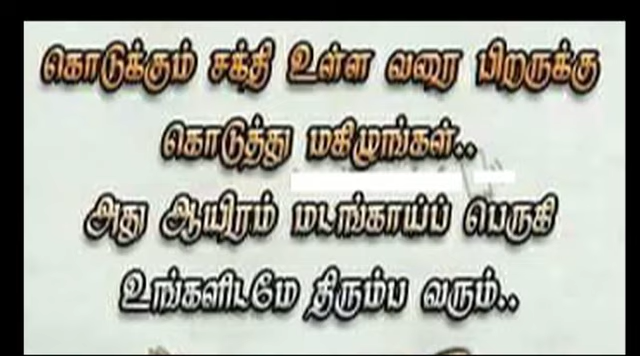 கொடுக்கும் சக்தி உள்ள வரை பிறருக்கு
கொடுத்து மகிழுங்கள்..
அது ஆயிரம் மடங்காய்ப் பெருகி
உங்களிடமே திரும்ப வரும்..